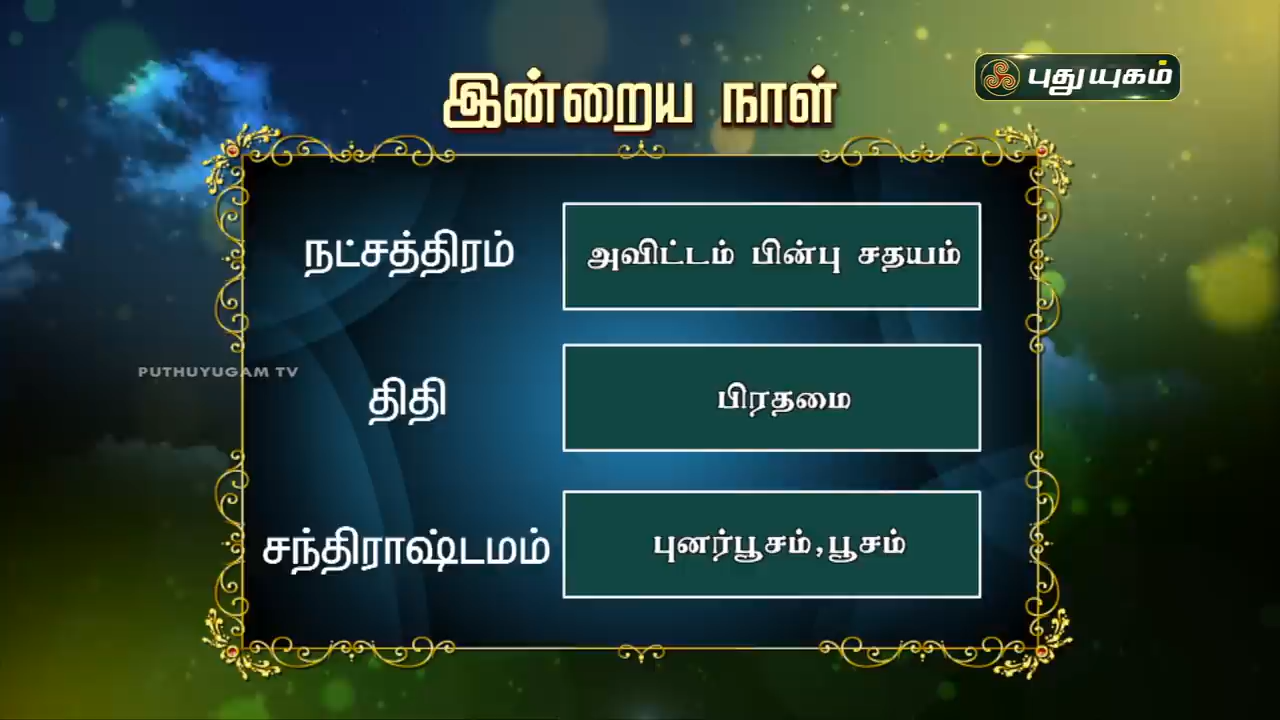 இன்றைய நாள்
புதுயுகம்
நட்சத்திரம் அவிட்டம் பின்பு சதயம்
PUTHUYUGAM TV
திதி பிரதமை
சந்திராஷ்டமம் புனர்பூசம்,பூசம்